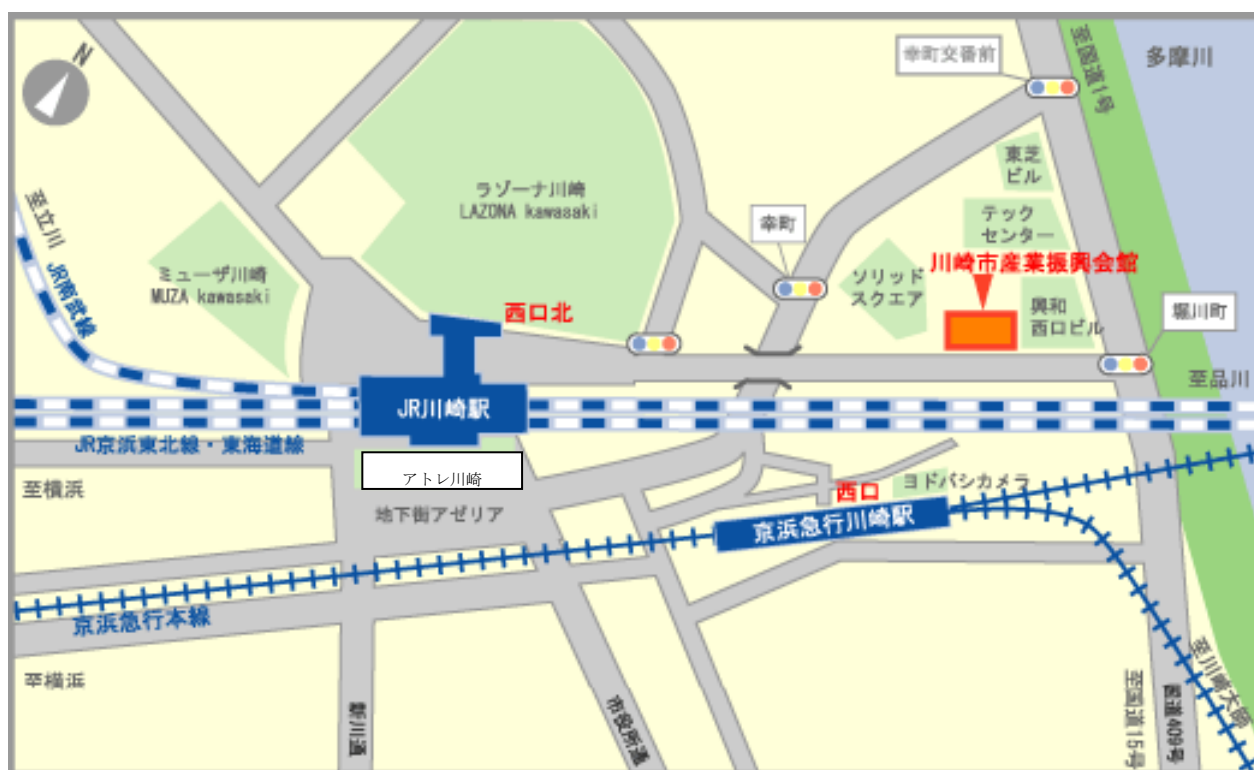 N
幸町交番前
至国道1号
多摩川
東芝
ビル
ラゾーナ川崎
LAZONA kawasaki
テック
センター
幸町
至立川
JR南武線
ミューザ川崎
MUZA kawasaki
ソリッド
スクエア
川崎市産業振興会館
西口北
興和
西口ビル
堀川町
至品川
JR川崎駅
JR京浜東北線・東海道線
至横浜
アトレ川崎
西口
ヨドバシカメラ
地下街アゼリア
京浜急行川崎駅
京浜急行本線
至横浜
新川通
市役所通
至国道15号
国道409号
至川崎大師